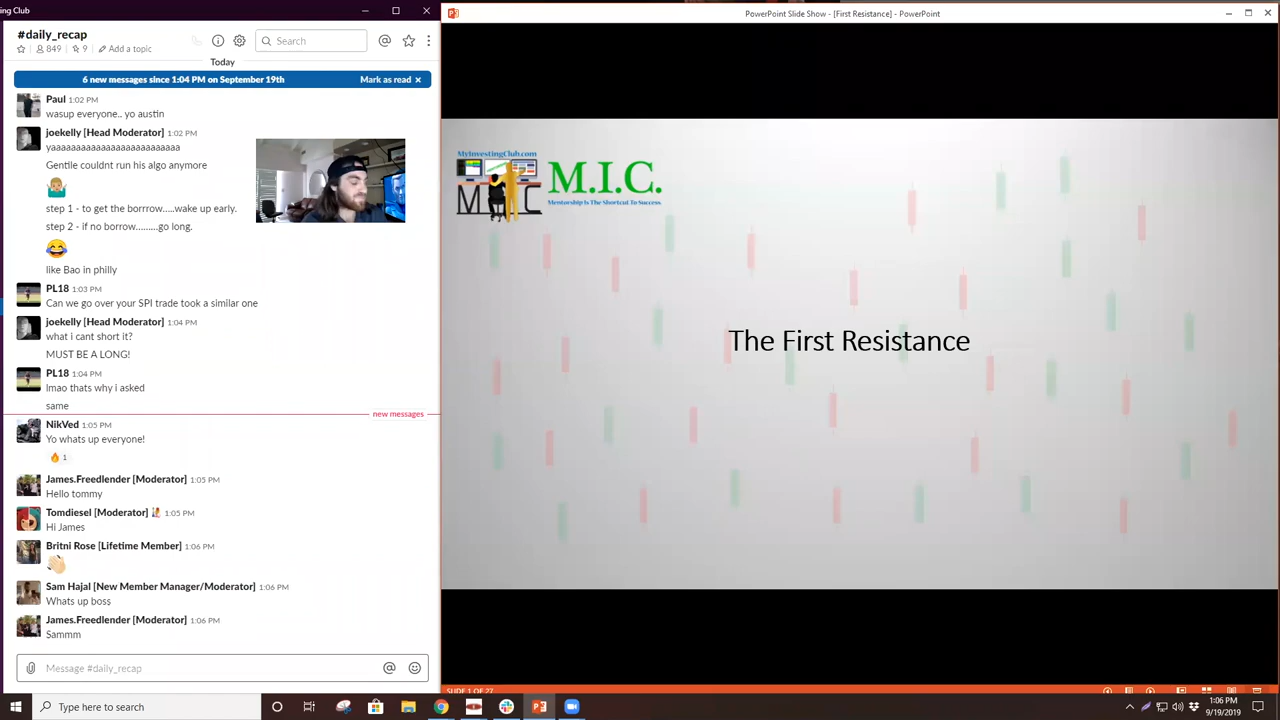 ng Club
#daily_recap
849
9
Add a topic
Search
Today
6 new messages since 1:04 PM on September 19th
Mark as read
Paul 1:02 PM
wasup everyone.. yo austin
joekelly [Head Moderator] 1:02 PM
yaaaaaaaaaaaaaaaaaaaaaaaaaa
Gentile couldnt run his algo anymore
step 1 - to get the borrrow.....wake up early.
step 2 - if no borrow.........go long.
like Bao in philly
PL18 1:03 PM
Can we go over your SPI trade took a similar one
joekelly [Head Moderator] 1:04 PM
what i cant short it?
MUST BE A LONG!
PL18 1:04 PM
lmao thats why i asked
same
new messages
NikVed 1:05 PM
Yo whats up everyone!
1
James.Freedlender [Moderator] 1:05 PM
Hello tommy
Tomdiesel [Moderator] 1:05 PM
Hi James
Britni Rose [Lifetime Member] 1:06 PM
Sam Hajal [New Member Manager/Moderator] 1:06 PM
Whats up boss
James.Freedlender [Moderator] 1:06 PM
Sammm
Message #daily_recap
PowerPoint Slide Show - [First Resistance] - PowerPoint
MyInvestingClub.com
MIC
M.I.C.
Mentorship Is The Shortcut To Success.
The First Resistance
SLIDE 1 OF 27
Type here to search
1:06 PM
9/19/2019